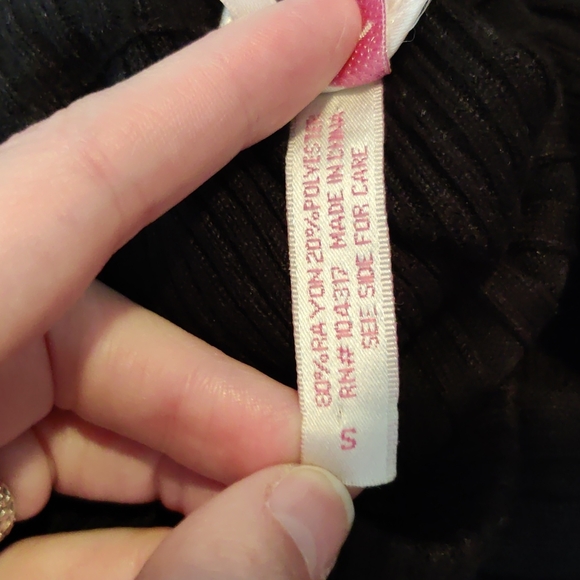 80%RAYON 20%POLYESTER
RN#104317 MADE IN CHINA
SEE SIDE FOR CARE
S